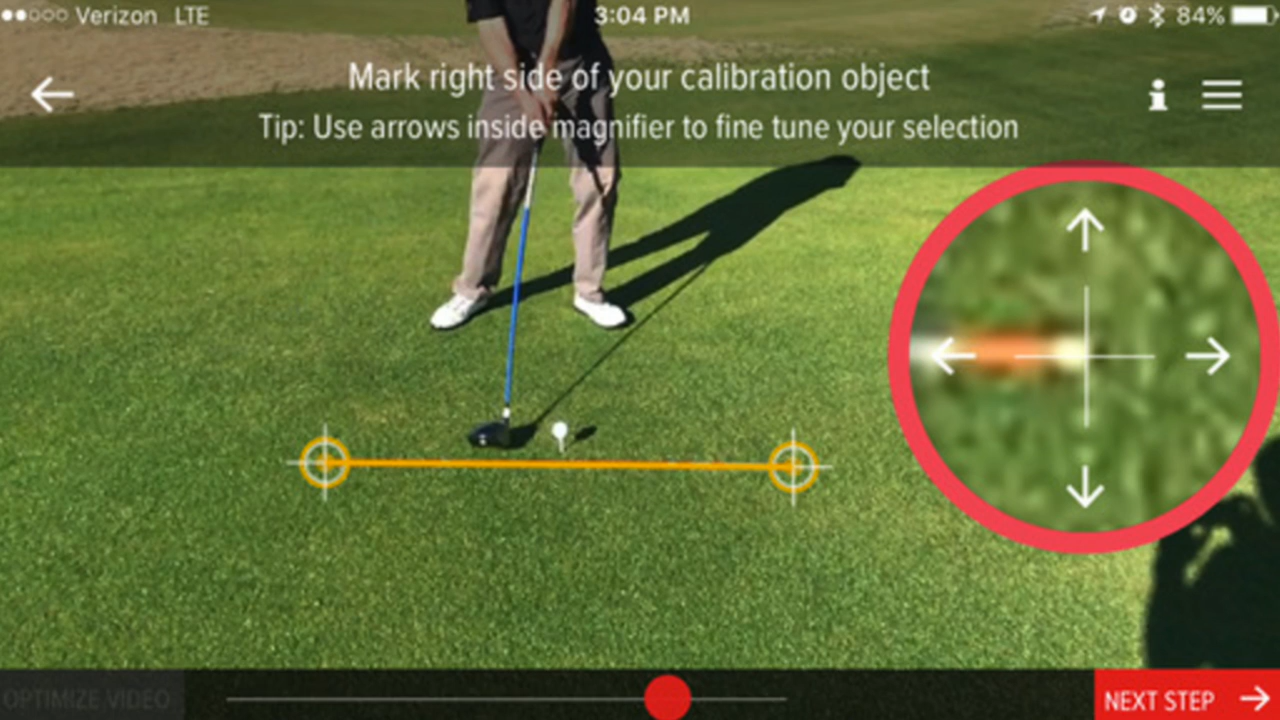 Verizon LTE 3:04 PM 84%
Mark right side of your calibration object
Tip: Use arrows inside magnifier to fine tune your selection
OPTIMIZE VIDEO
NEXT STEP